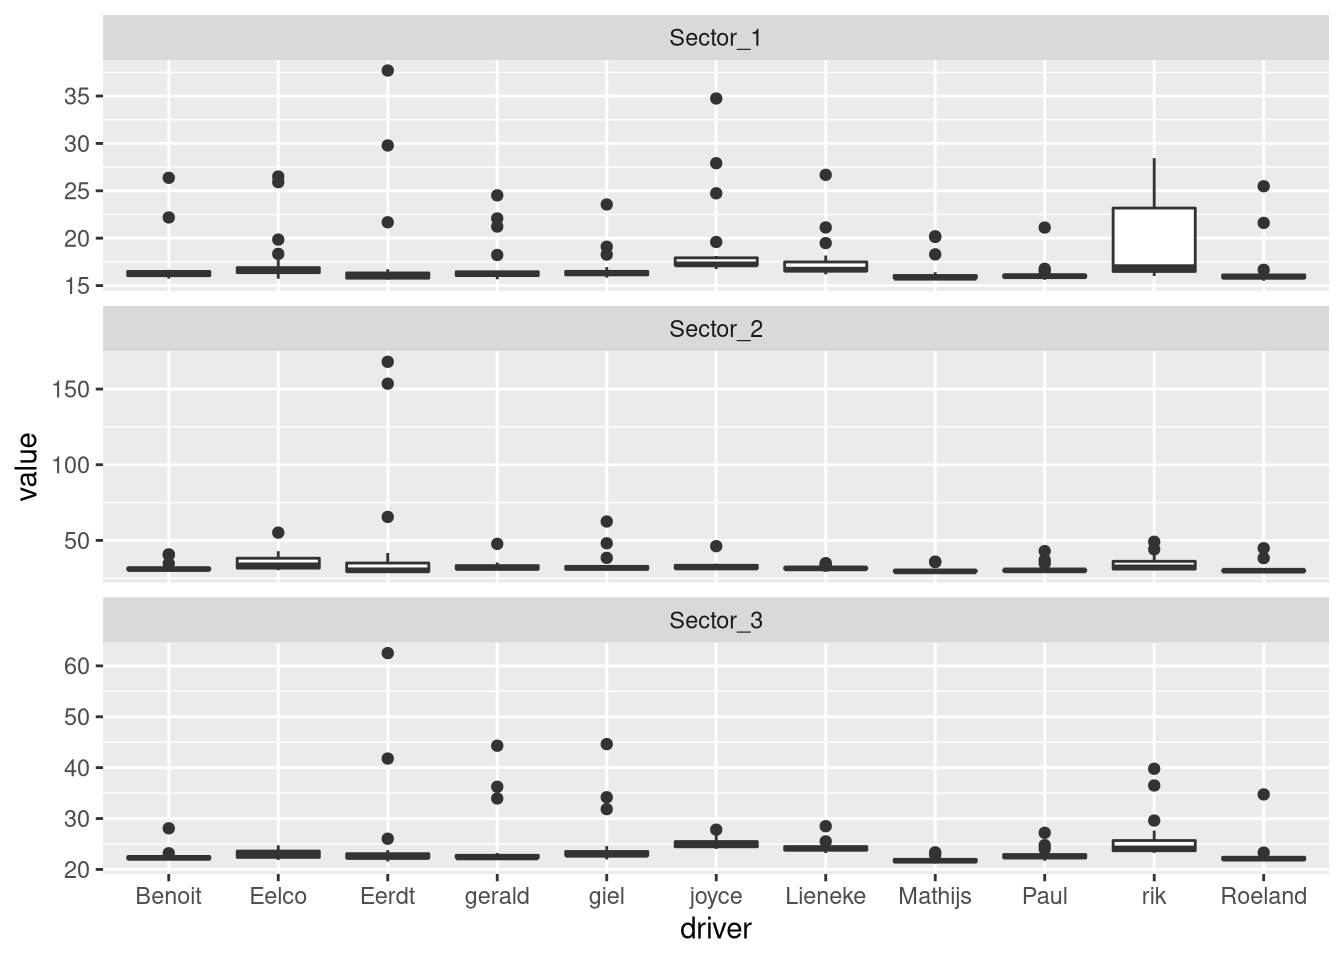 Sector_1
35
30
25
20
15
Sector_2
150
100
50
value
Sector_3
60
50
40
30
20
Benoit Eelco Eerdt gerald giel joyce Lieneke Mathijs Paul rik Roeland
driver